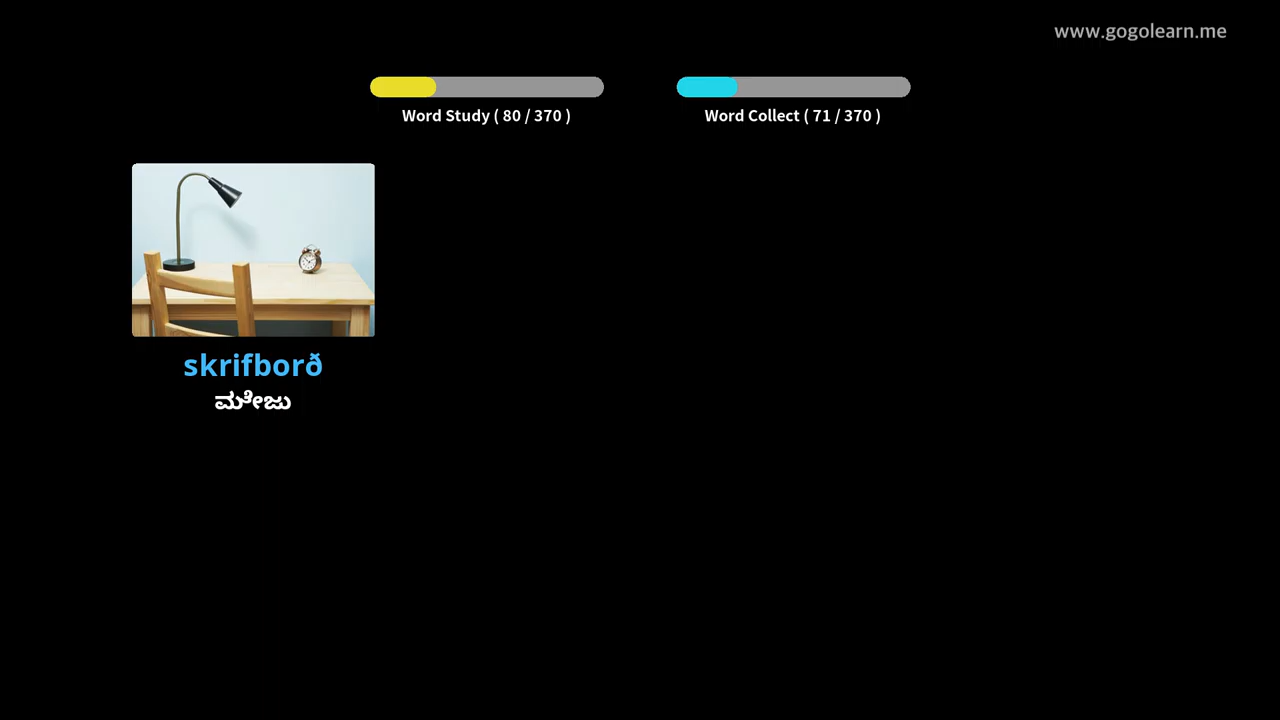 www.gogolearn.me
Word Study ( 80 / 370 )
Word Collect ( 71 / 370 )
skrifborð
ಮೇಜು